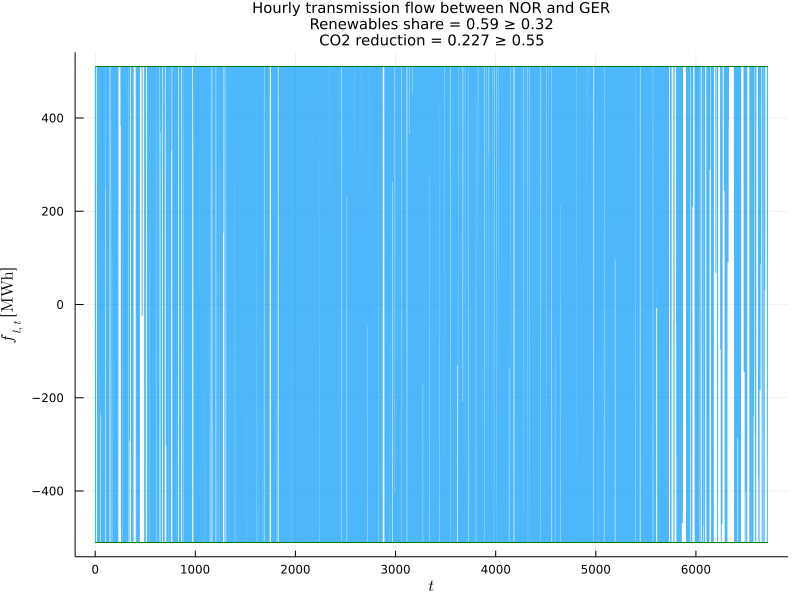 Hourly transmission flow between NOR and GER
Renewables share = 0.59 ≥ 0.32
CO2 reduction = 0.227 ≥ 0.55
400
200
0
−200
−400
f_{l,t} [MWh]
0 1000 2000 3000 4000 5000 6000
t